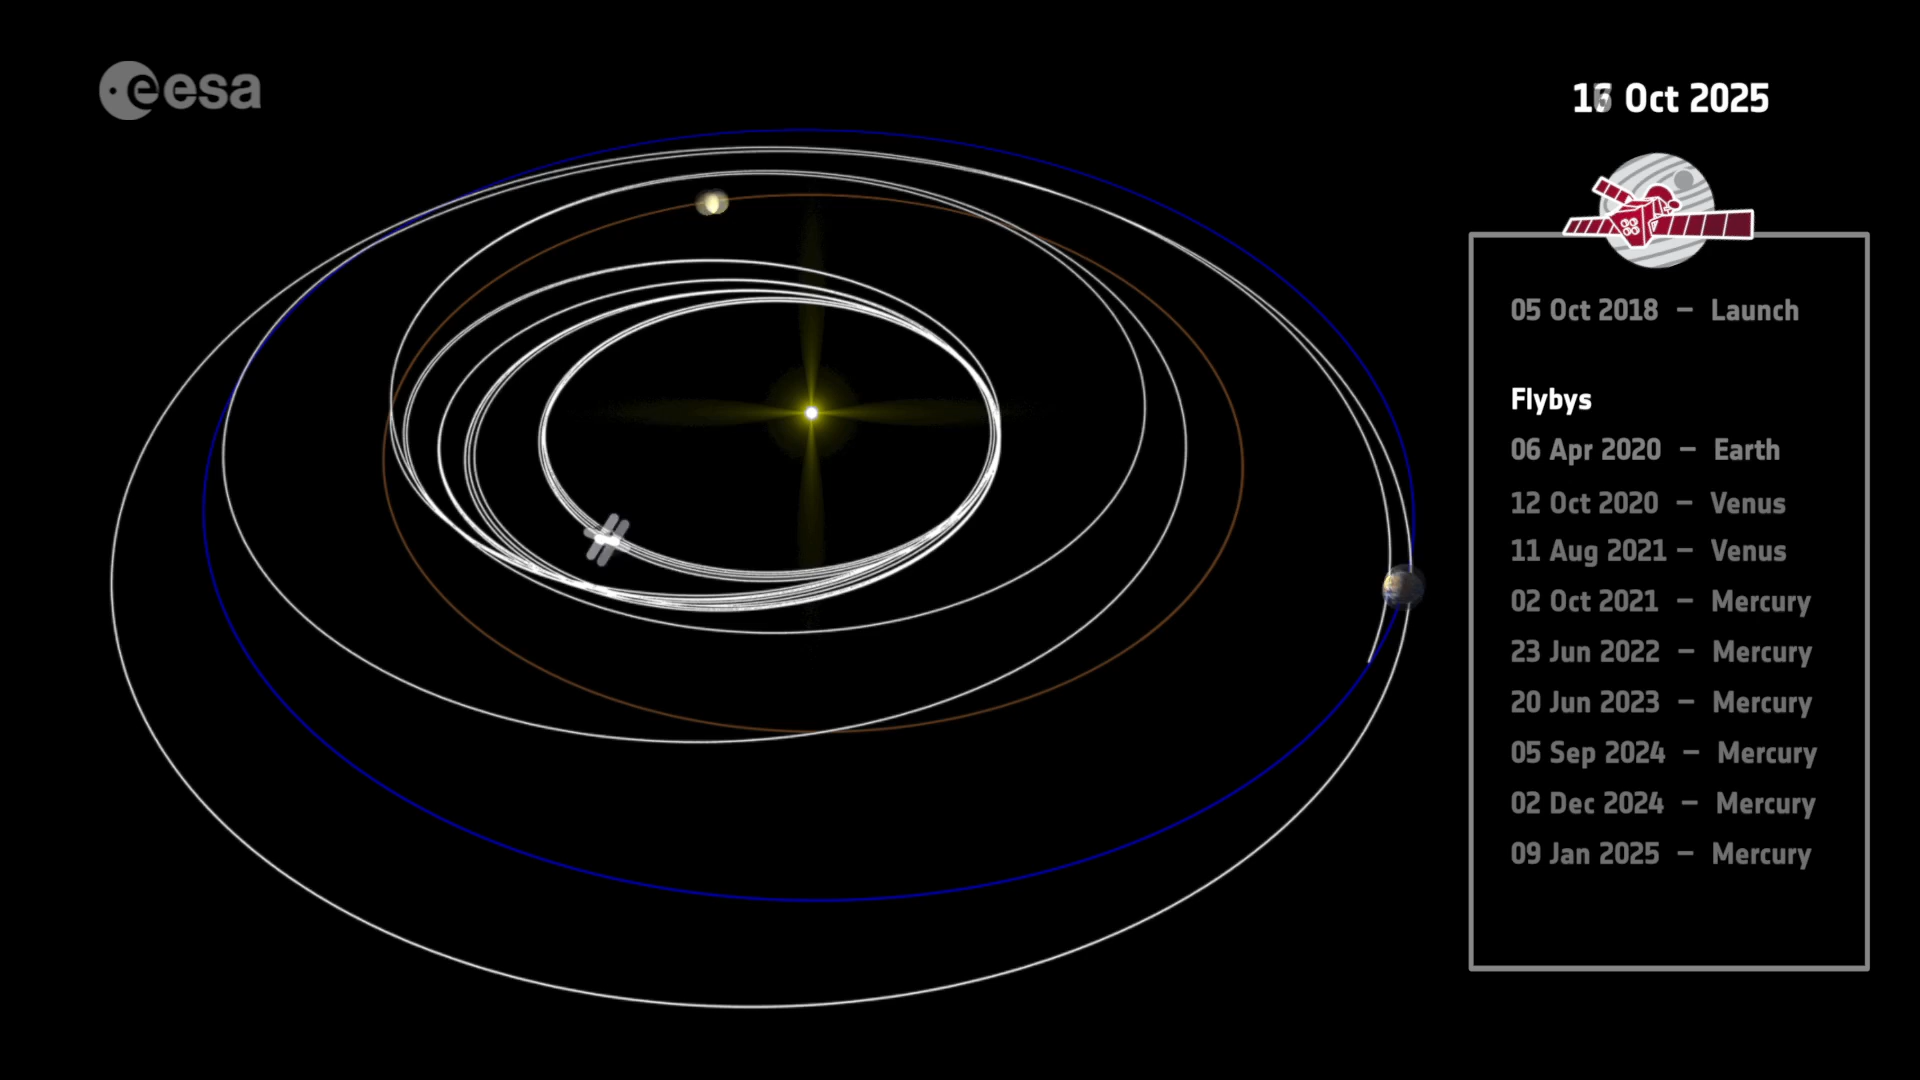 esa
Oct 2025
05 Oct 2018 – Launch
Flybys
06 Apr 2020 – Earth
12 Oct 2020 – Venus
11 Aug 2021 – Venus
02 Oct 2021 – Mercury
23 Jun 2022 – Mercury
20 Jun 2023 – Mercury
05 Sep 2024 – Mercury
02 Dec 2024 – Mercury
09 Jan 2025 – Mercury